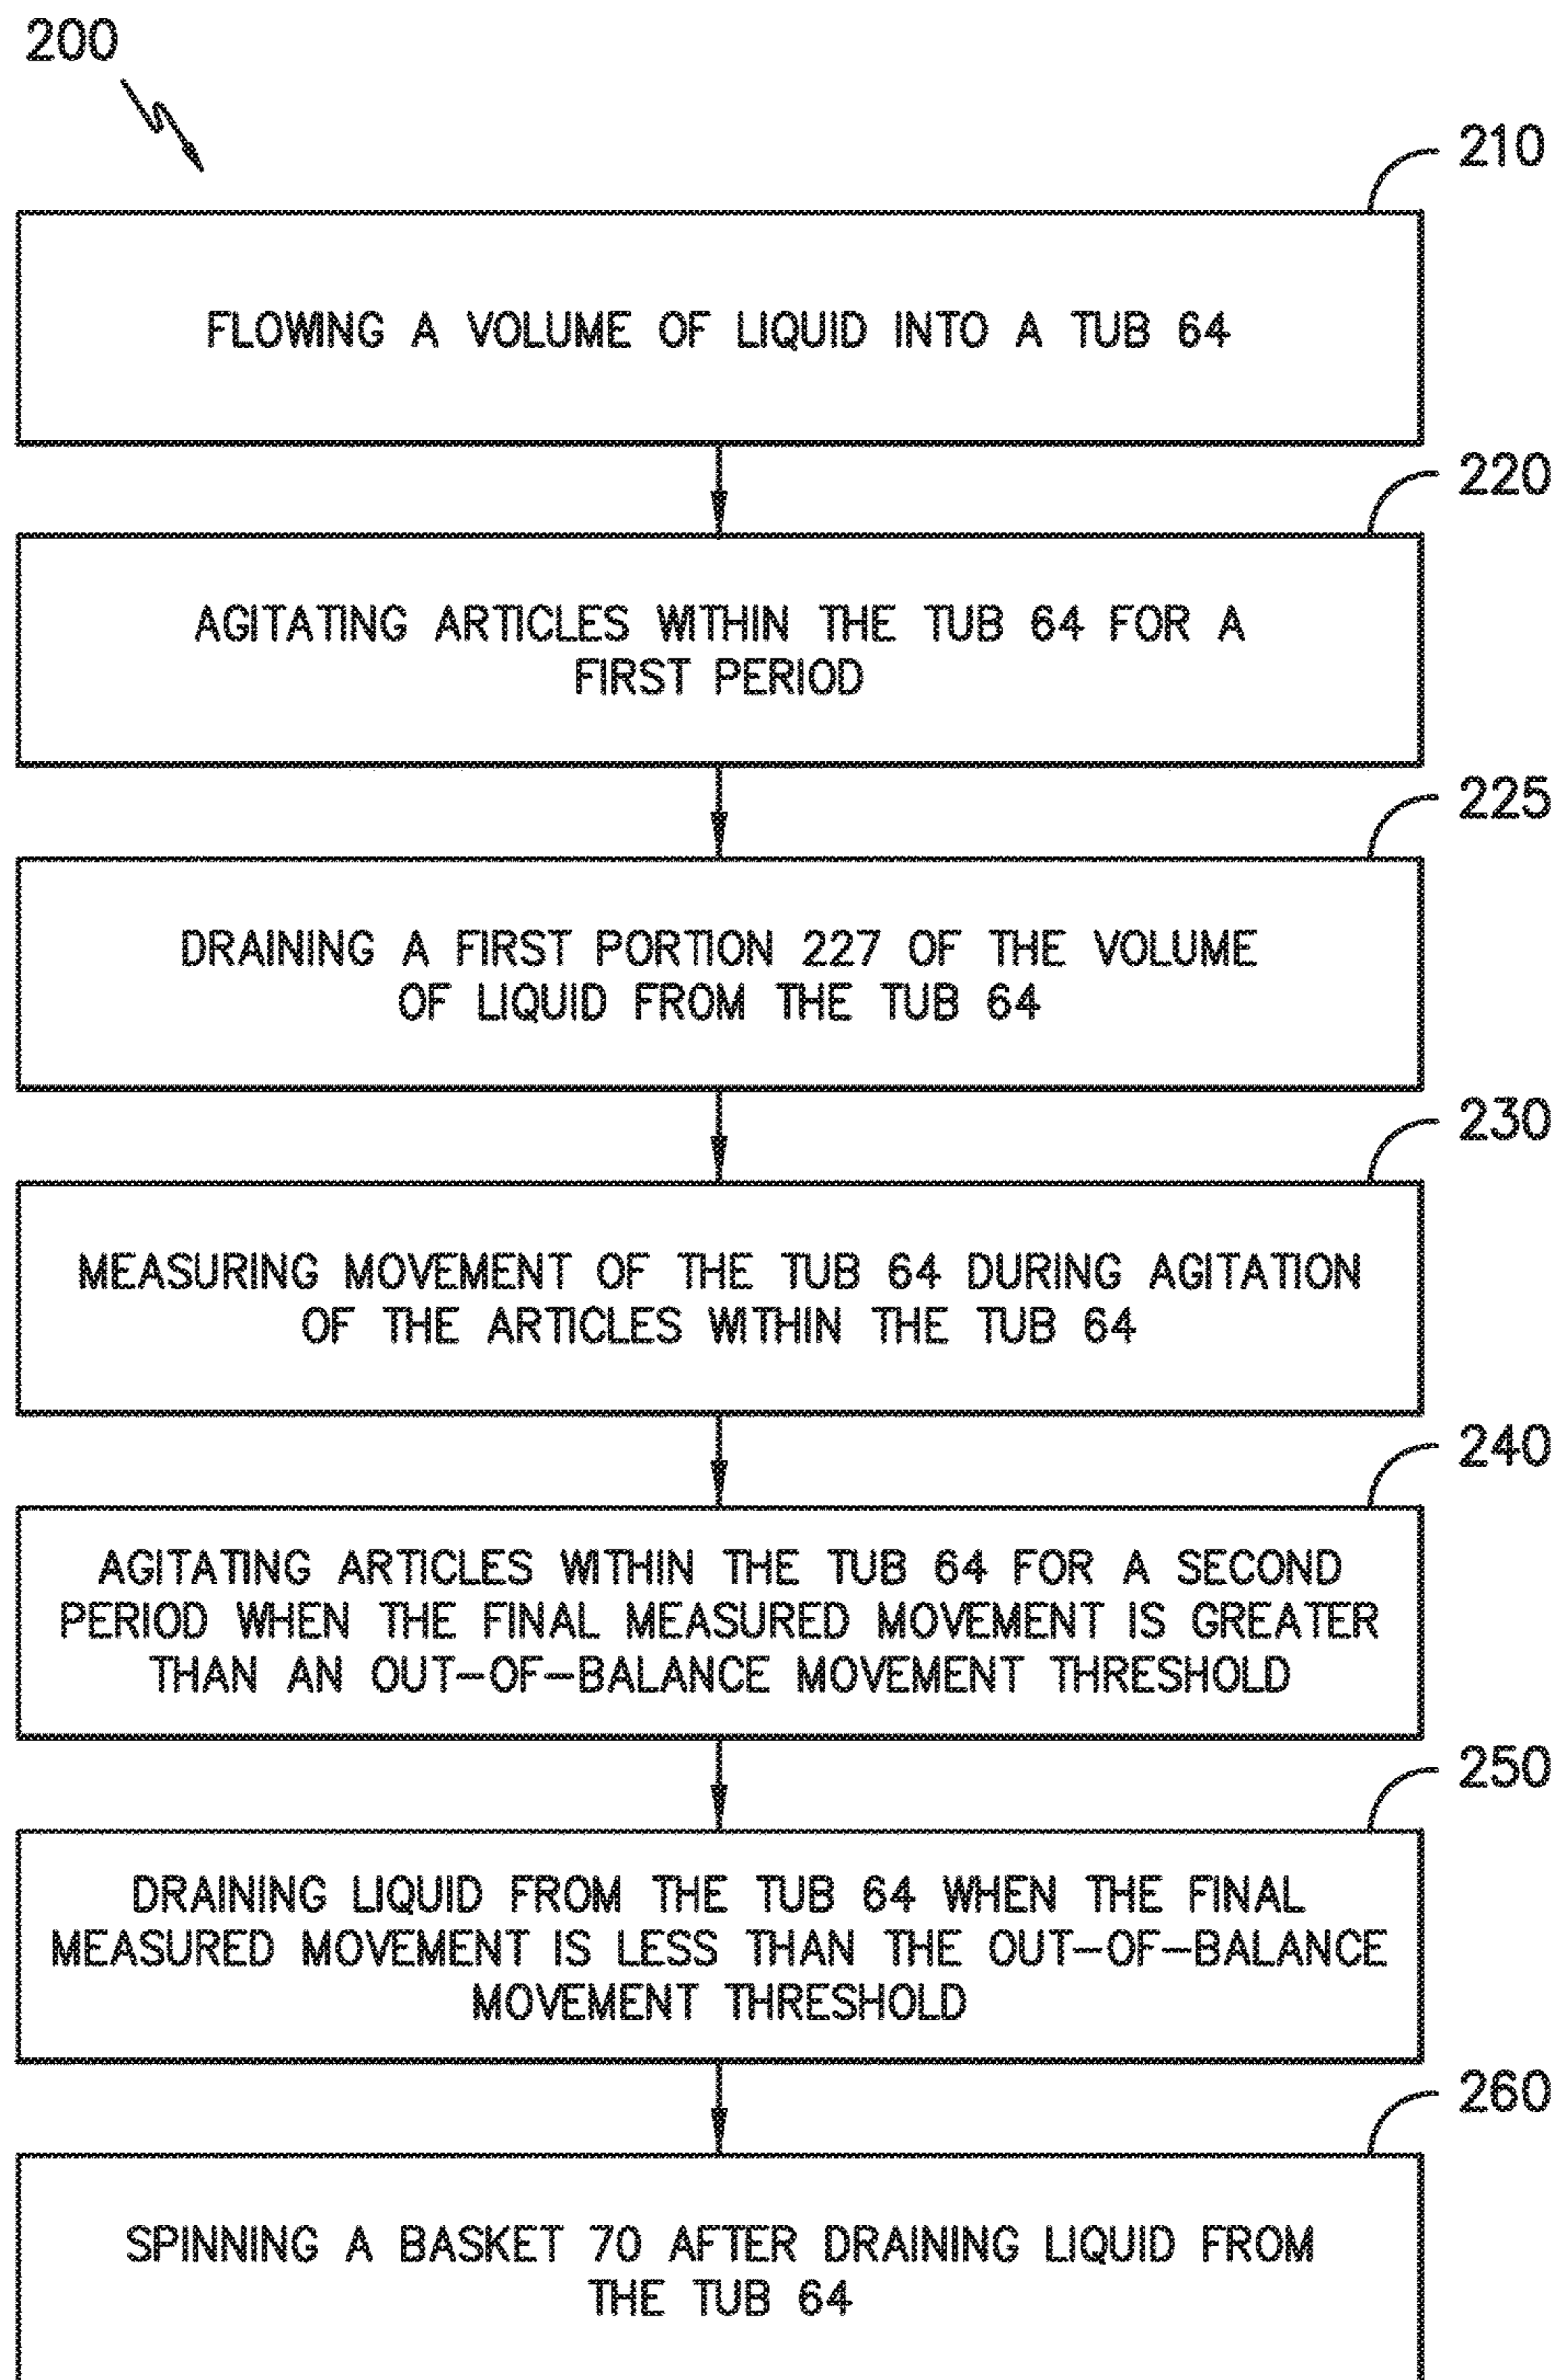 200
210
FLOWING A VOLUME OF LIQUID INTO A TUB 64
220
AGITATING ARTICLES WITHIN THE TUB 64 FOR A
FIRST PERIOD
225
DRAINING A FIRST PORTION 227 OF THE VOLUME
OF LIQUID FROM THE TUB 64
230
MEASURING MOVEMENT OF THE TUB 64 DURING AGITATION
OF THE ARTICLES WITHIN THE TUB 64
240
AGITATING ARTICLES WITHIN THE TUB 64 FOR A SECOND
PERIOD WHEN THE FINAL MEASURED MOVEMENT IS GREATER
THAN AN OUT-OF-BALANCE MOVEMENT THRESHOLD
250
DRAINING LIQUID FROM THE TUB 64 WHEN THE FINAL
MEASURED MOVEMENT IS LESS THAN THE OUT-OF-BALANCE
MOVEMENT THRESHOLD
260
SPINNING A BASKET 70 AFTER DRAINING LIQUID FROM
THE TUB 64